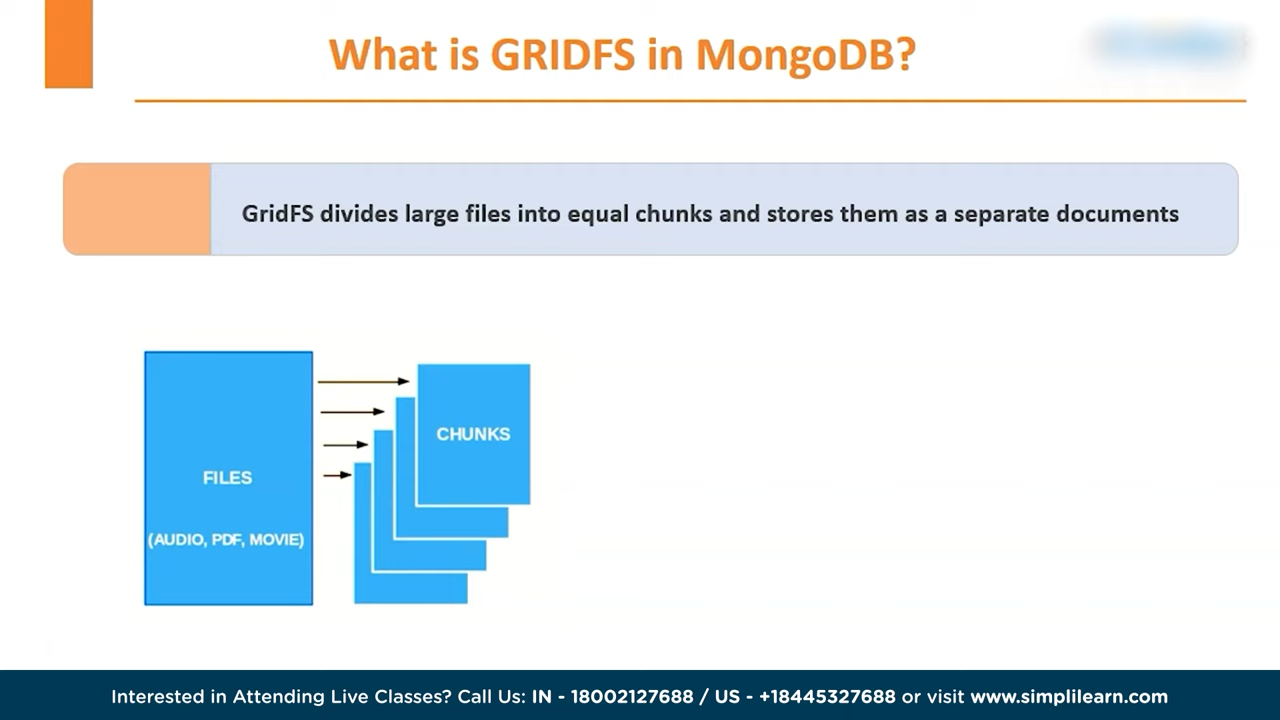 What is GRIDFS in MongoDB?
GridFS divides large files into equal chunks and stores them as a separate documents
FILES
(AUDIO, PDF, MOVIE)
CHUNKS
Interested in Attending Live Classes? Call Us: IN - 18002127688 / US - +18445327688 or visit www.simplilearn.com